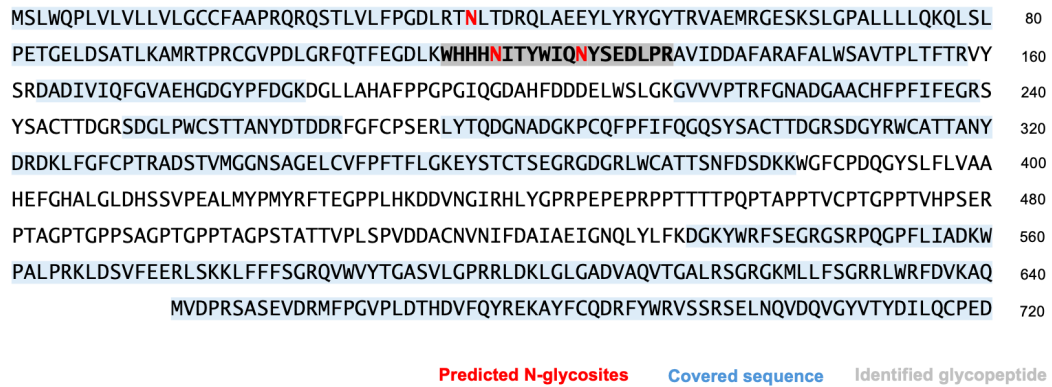 MSLWQPLVLVLLVLGCCFAAPRQRQSTLVLFPGDLRTNLTDRQLAEEYLYRYGYTRVAEMRGESKSLGPALLLLQKQLSL 80
PETGELDSATLKAMRTPRCGVPDLGRFQTFEGDLKWHHHNITYWIQNYSEDLPRAVIDDAFARAFALWSAVTPLTFTRVY 160
SRDADIVIQFGVAEHGDGYPFDGKDGLLAHAFPPGPGIQGDAHFDDDELWSLGKGVVVPTRFGNADGAACHFPFIFEGRS 240
YSACTTDGRSDGLPWCSTTANYDTDDRFGFCPSERLYTQDGNADGKPCQFPFIFQGQSYSACTTDGRSDGYRWCATTANY 320
DRDKLFGFCPTRADSTVMGGNSAGELCVFPFTFLGKEYSTCTSEGRGDGRLWCATTSNFDSDKKWGFCPDQGYSLFLVAA 400
HEFGHALGLDHSSVPEALMYPMYRFTEGPPLHKDDVNGIRHLYGPRPEPEPRPPTTTTPQPTAPPTVCPTGPPTVHPSER 480
PTAGPTGPPSAGPTGPPTAGPSTATTVPLSPVDDACNVNIFDAIAEIGNQLYLFKDGKYWRFSEGRGSRPQGPFLIADKW 560
PALPRKLDSVFEERLSKKLFFFSGRQVWVYTGASVLGPRRLDKLGLGADVAQVTGALRSGRGKMLLFSGRRLWRFDVKAQ 640
MVDPRSASEVDRMFPGVPLDTHDVFQYREKAYFCQDRFYWRVSSRSELNQVDQVGYVTYDILQCPED 720
Predicted N-glycosites Covered sequence Identified glycopeptide